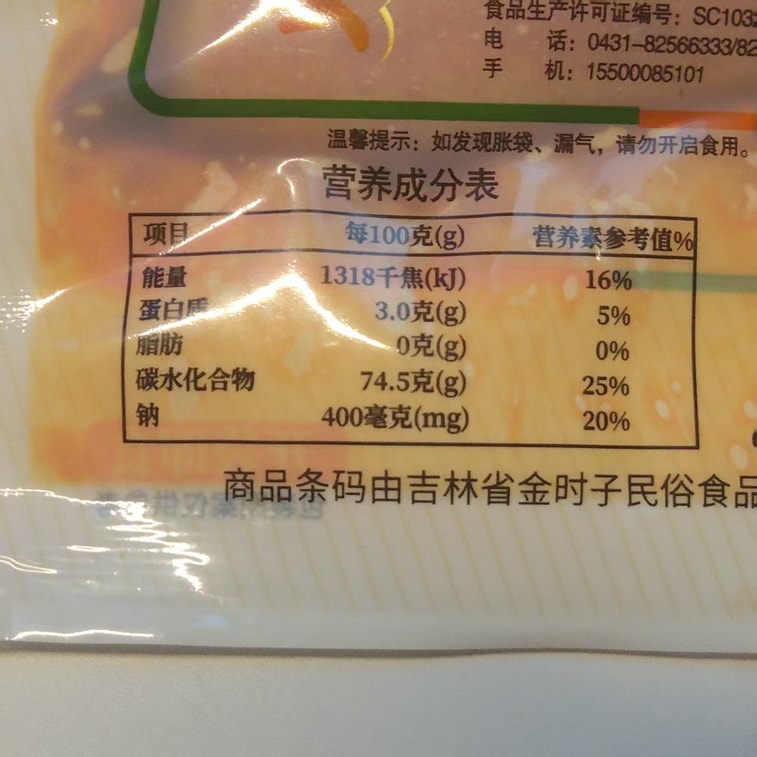 食品生产许可证编号：SC103
电 话：0431-82566333/82
手 机：15500085101
温馨提示：如发现胀袋、漏气，请勿开启食用。
营养成分表
项目 每100克(g) 营养素参考值%
能量 1318千焦(kJ) 16%
蛋白质 3.0克(g) 5%
脂肪 0克(g) 0%
碳水化合物 74.5克(g) 25%
钠 400毫克(mg) 20%
商品条码由吉林省金时子民俗食品